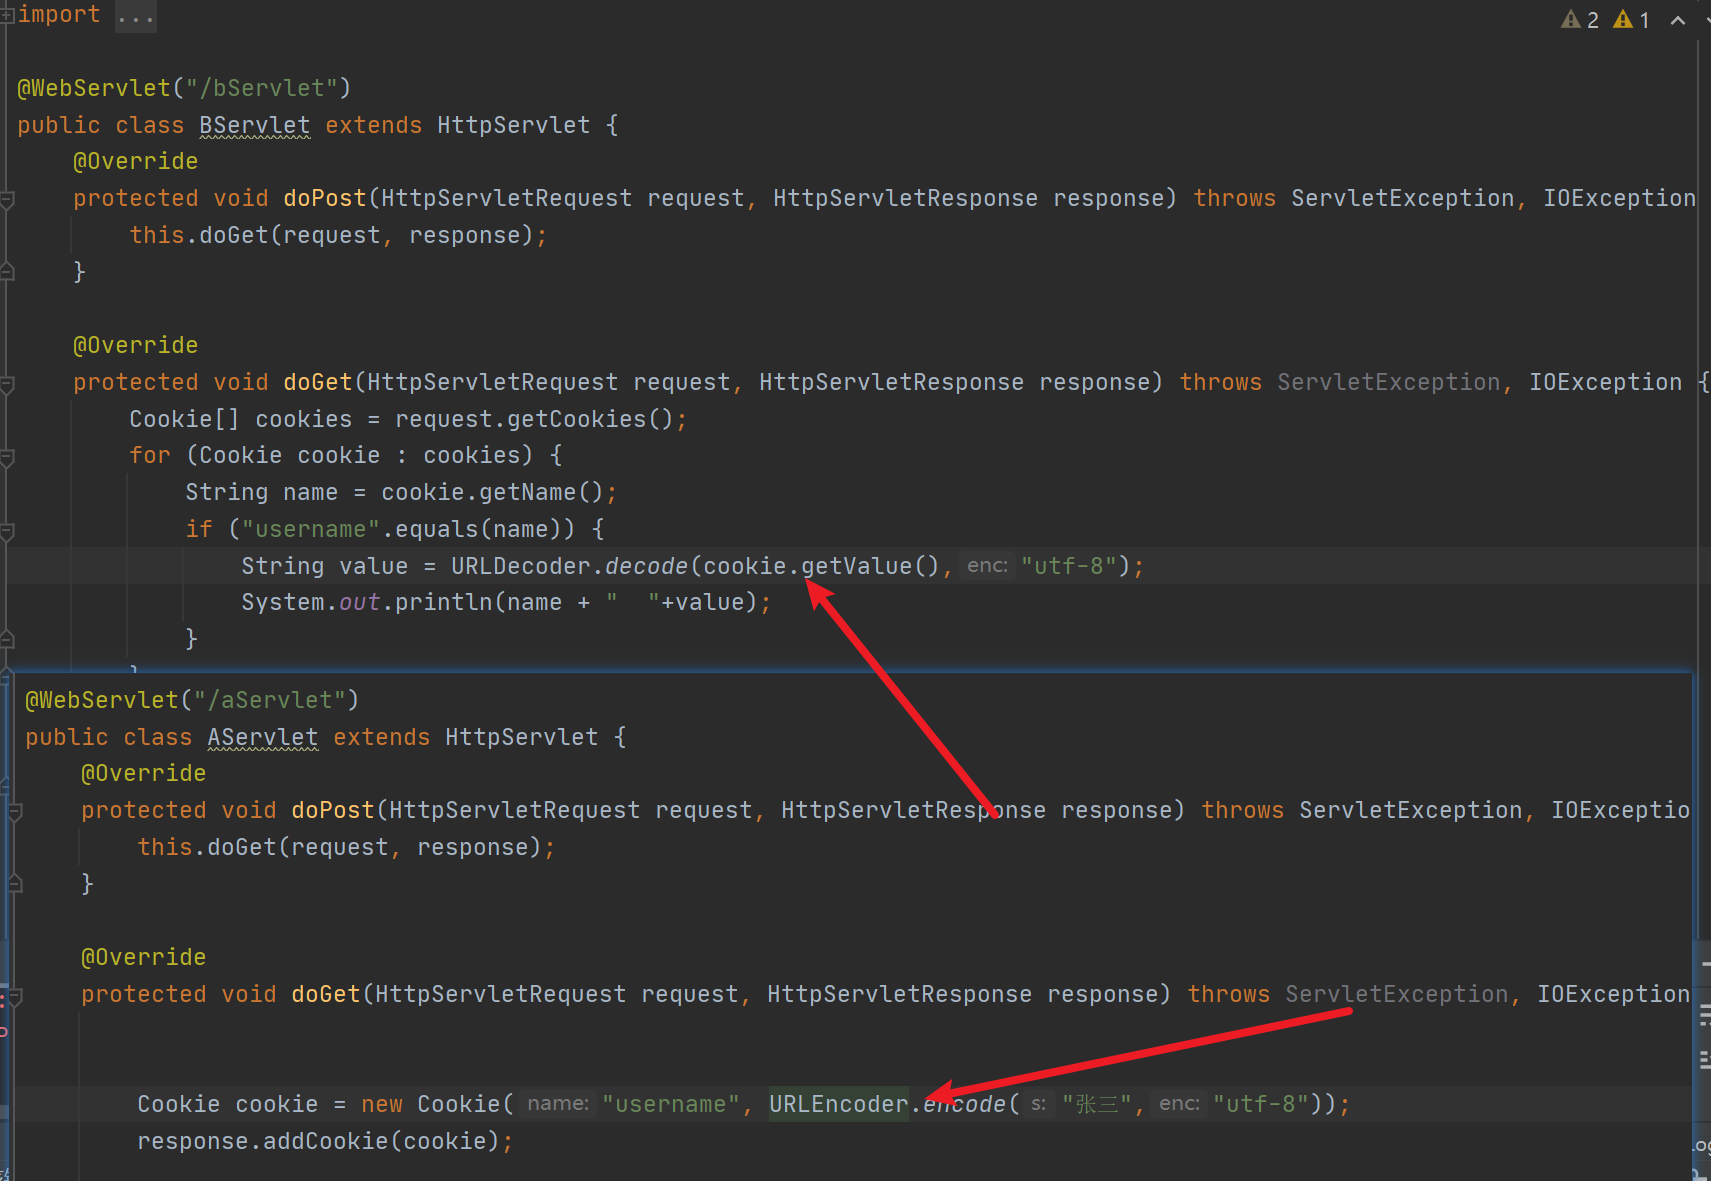 import ...
2 1
@WebServlet("/bServlet")
public class BServlet extends HttpServlet {
@Override
protected void doPost(HttpServletRequest request, HttpServletResponse response) throws ServletException, IOException
this.doGet(request, response);
}
@Override
protected void doGet(HttpServletRequest request, HttpServletResponse response) throws ServletException, IOException {
Cookie[] cookies = request.getCookies();
for (Cookie cookie : cookies) {
String name = cookie.getName();
if ("username".equals(name)) {
String value = URLDecoder.decode(cookie.getValue(), enc: "utf-8");
System.out.println(name + "  "+value);
}
@WebServlet("/aServlet")
public class AServlet extends HttpServlet {
@Override
protected void doPost(HttpServletRequest request, HttpServletResponse response) throws ServletException, IOExceptio
this.doGet(request, response);
}
@Override
protected void doGet(HttpServletRequest request, HttpServletResponse response) throws ServletException, IOException
Cookie cookie = new Cookie( name: "username", URLEncoder.encode( s: "张三", enc: "utf-8"));
response.addCookie(cookie);